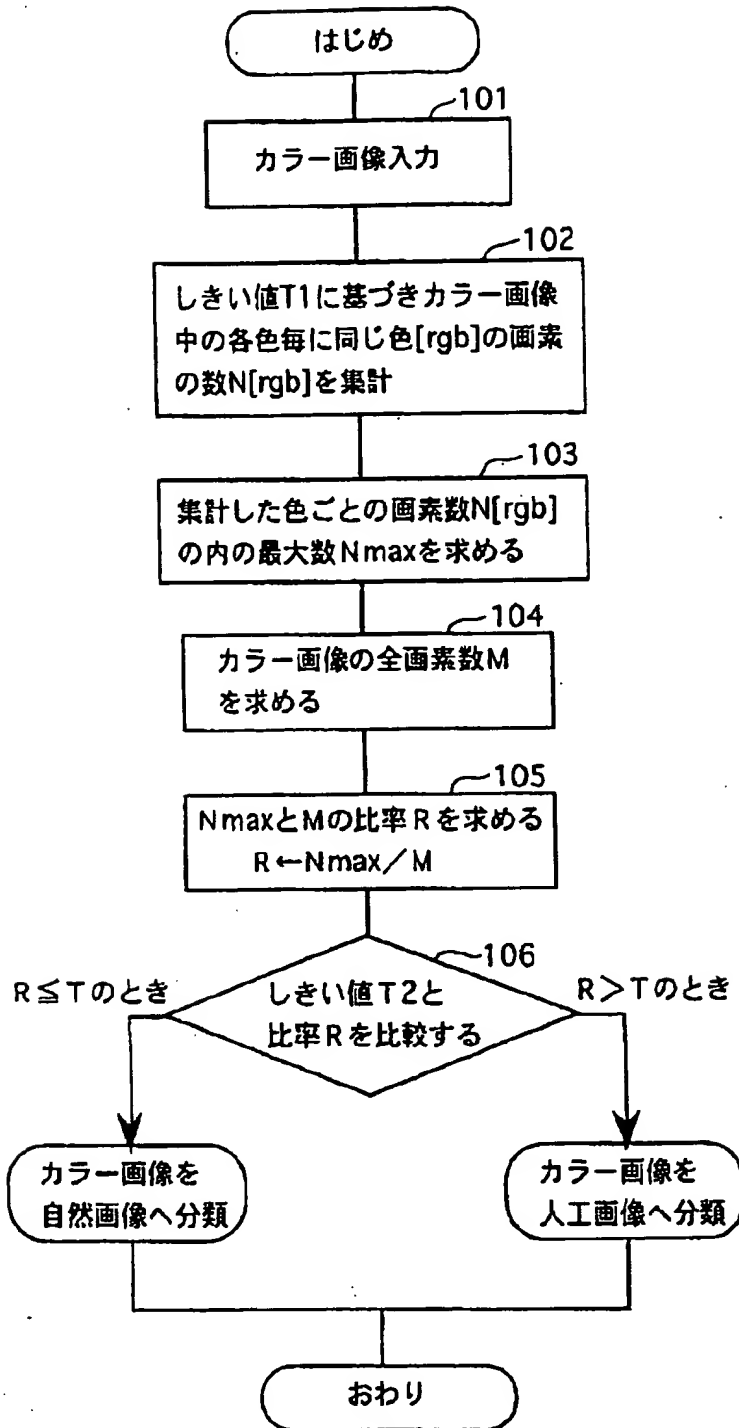 はじめ
101
カラー画像入力
102
しきい値T1に基づきカラー画像
中の各色毎に同じ色[rgb]の画素
の数N[rgb]を集計
103
集計した色ごとの画素数N[rgb]
の内の最大数Nmaxを求める
104
カラー画像の全画素数M
を求める
105
NmaxとMの比率Rを求める
R←Nmax/M
106
R≦Tのとき
しきい値T2と
比率Rを比較する
R>Tのとき
カラー画像を
自然画像へ分類
カラー画像を
人工画像へ分類
おわり